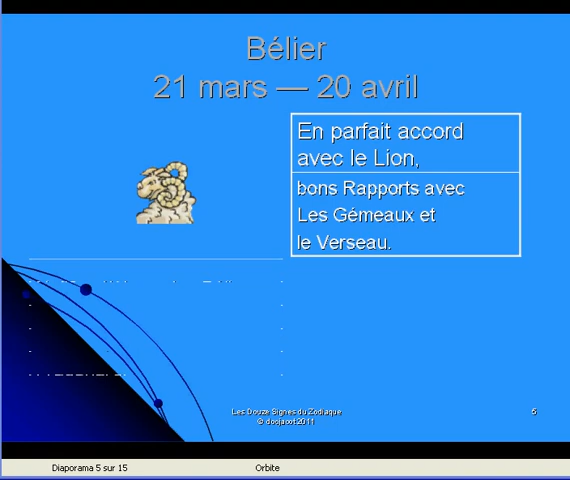 Bélier
21 mars — 20 avril
En parfait accord
avec le Lion,
bons Rapports avec
Les Gémeaux et
le Verseau.
Les Douze Signes du Zodiaque
5
Diaporama 5 sur 15
Orbite